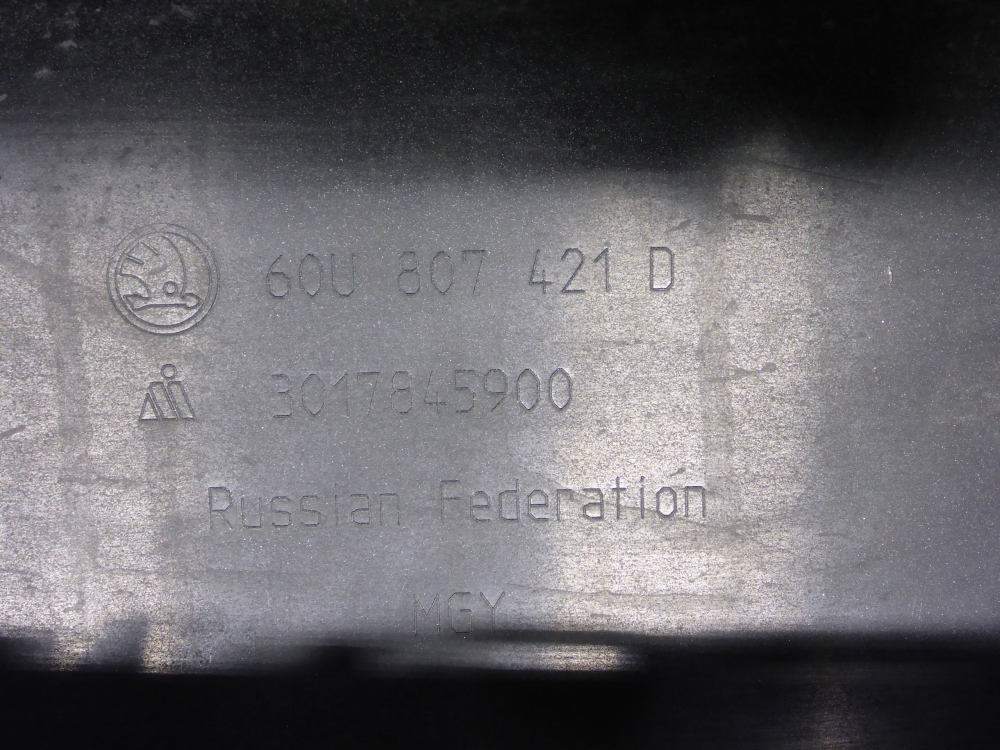 60U 807 421 D
3017845900
Russian Federation
MGY